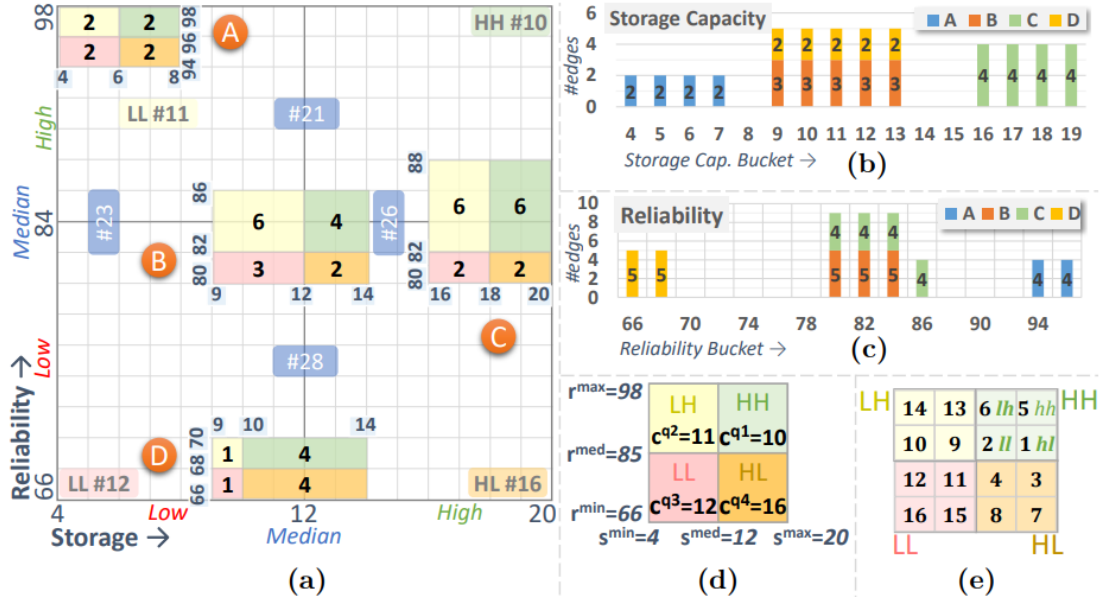 98
High
Median
84
Reliability →
Low
66
2 2
2 2
98
96
94
4 6 8
A
HH #10
LL #11
#21
#23
86
82
80
6 4
3 2
9 12 14
B
#26
88
82
80
6 6
2 2
16 18 20
C
#28
9 10 14
70
68
66
1 4
1 4
D
LL #12
HL #16
4 Low 12 High 20
Storage → Median
(a)
Storage Capacity
A B C D
#edges
6
4
2
0
2 2 2 2
2 2 2 2 2
3 3 3 3 3
4 4 4 4
4 5 6 7 9 10 11 12 13 14 15 16 17 18 19
Storage Cap. Bucket →
(b)
Reliability
A B C D
#edges
10
8
6
4
2
0
5 5
4 4 4
5 5 5
4
4 4
66 70 74 78 82 86 90 94
Reliability Bucket →
(c)
r^max=98
r^med=85
r^min=66
LH HH
c^q2=11 c^q1=10
LL HL
c^q3=12 c^q4=16
s^min=4 s^med=12 s^max=20
(d)
LH HH
14 13 6 lh 5 hh
10 9 2 ll 1 hl
12 11 4 3
16 15 8 7
LL HL
(e)